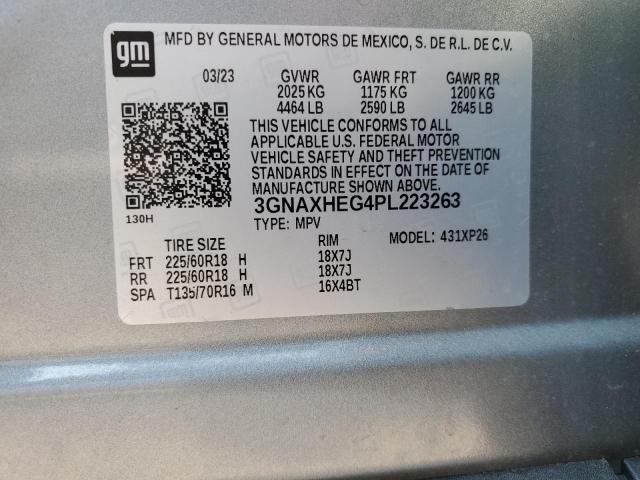 gm MFD BY GENERAL MOTORS DE MEXICO, S. DE R.L. DE C.V.
03/23 GVWR GAWR FRT GAWR RR
2025 KG 1175 KG 1200 KG
4464 LB 2590 LB 2645 LB
THIS VEHICLE CONFORMS TO ALL
APPLICABLE U.S. FEDERAL MOTOR
VEHICLE SAFETY AND THEFT PREVENTION
STANDARDS IN EFFECT ON THE DATE OF
MANUFACTURE SHOWN ABOVE.
3GNAXHEG4PL223263
130H
TYPE: MPV MODEL: 431XP26
TIRE SIZE RIM
FRT 225/60R18 H 18X7J
RR 225/60R18 H 18X7J
SPA T135/70R16 M 16X4BT